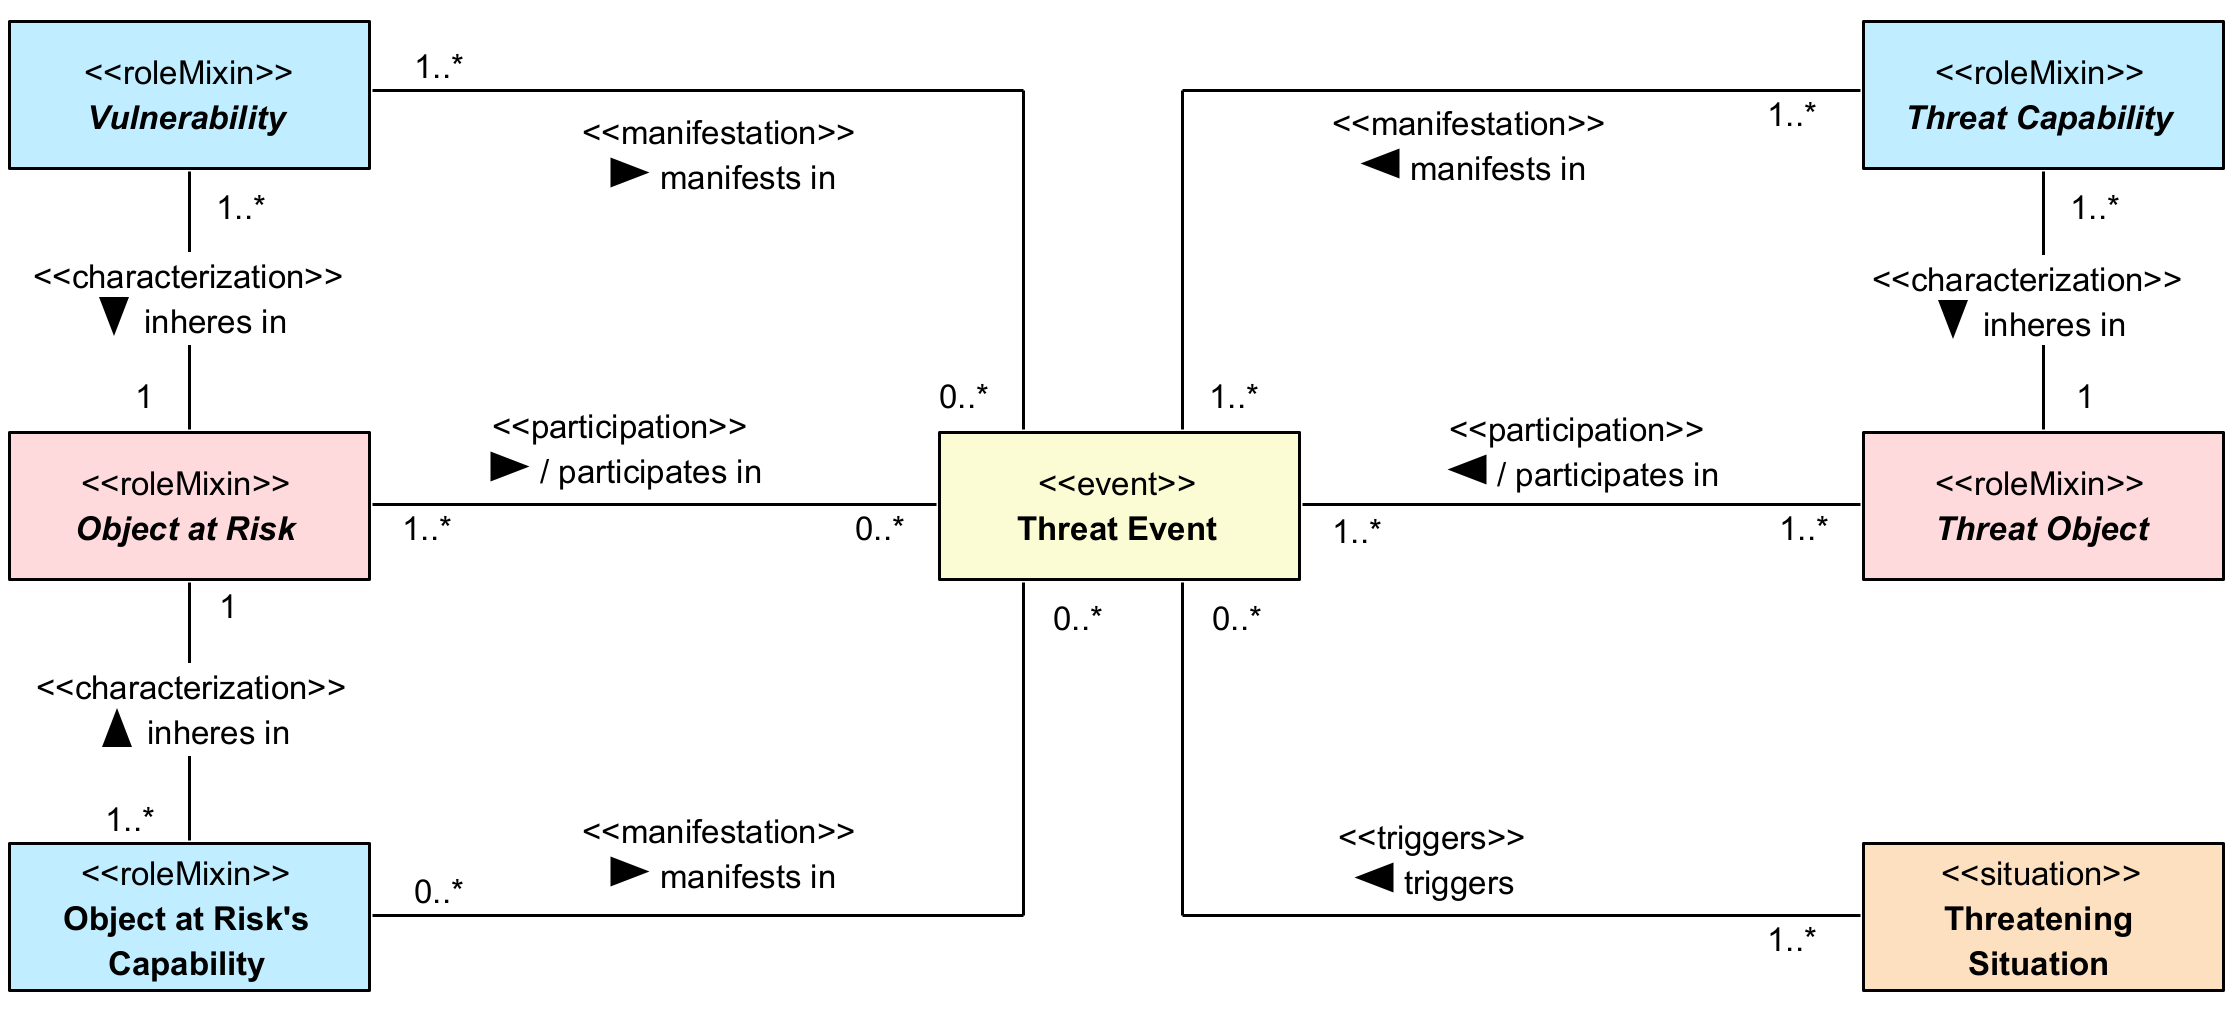 <<roleMixin>>
Vulnerability
1..*
<<manifestation>>
manifests in
<<manifestation>>
manifests in
1..*
<<roleMixin>>
Threat Capability
1..*
<<characterization>>
inheres in
1
0..*
1..*
1..*
<<characterization>>
inheres in
1
<<roleMixin>>
Object at Risk
<<participation>>
/ participates in
1..*
0..*
<<event>>
Threat Event
<<participation>>
/ participates in
1..*
1..*
<<roleMixin>>
Threat Object
1
<<characterization>>
inheres in
1..*
0..*
0..*
<<roleMixin>>
Object at Risk's
Capability
0..*
<<manifestation>>
manifests in
<<triggers>>
triggers
1..*
<<situation>>
Threatening
Situation